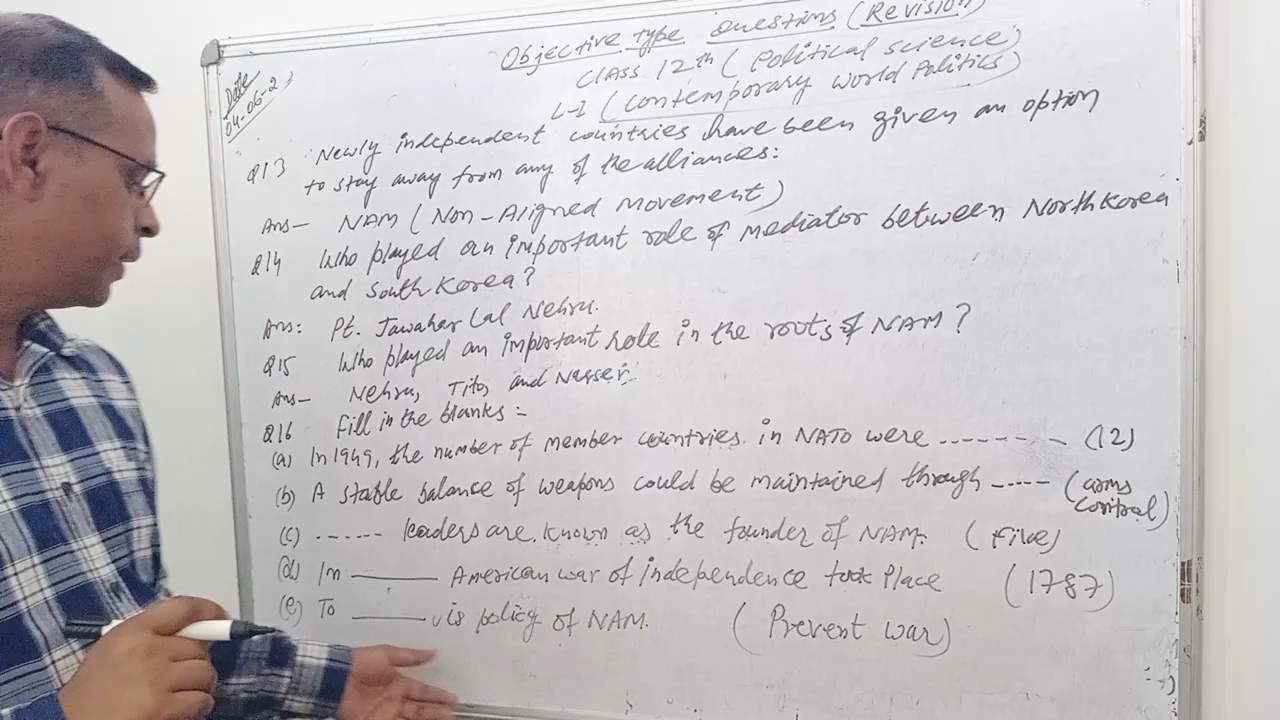 Objective type Questions (Revision)
Class 12th (Political science)
L-1 (contemporary world Politics)
Date
04-06-2
Q13 Newly independent countries have been given an option
to stay away from any of the alliances:
Ans- NAM (Non-Aligned Movement)
Q14 Who played an important role of mediator between North Korea
and South Korea?
Ans: Pt. Jawahar Lal Nehru.
Q15 Who played an important role in the roots of NAM?
Ans- Nehru, Tito, and Nasser.
Q16 Fill in the blanks :-
(a) In 1949, the number of member countries in NATO were ------- (12)
(b) A stable balance of weapons could be maintained through ----- (arms
control)
(c) ------ leaders are known as the founder of NAM. (Five)
(d) In ______ American war of independence took Place (1787)
(e) To ______ is policy of NAM. (Prevent war)